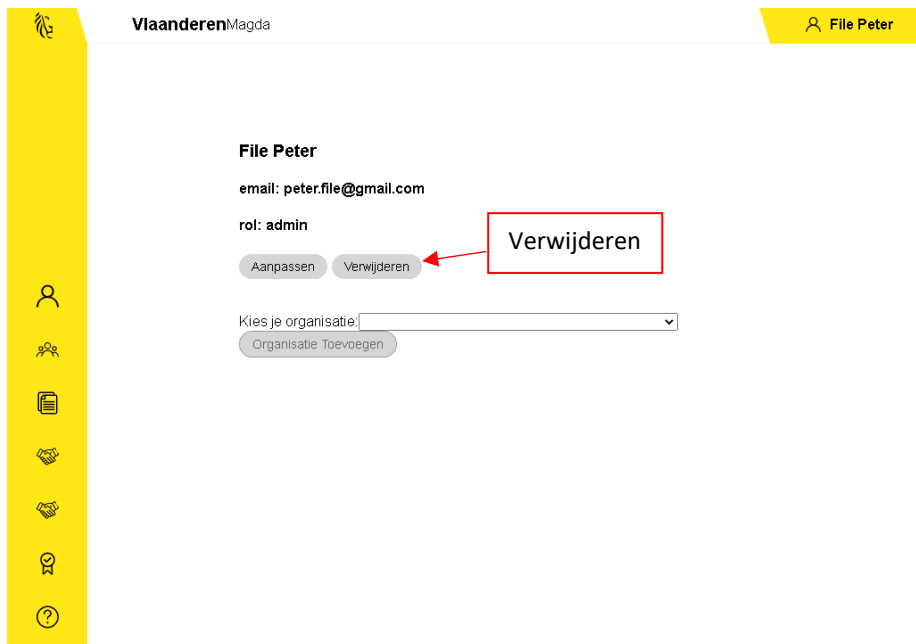 VlaanderenMagda
File Peter
File Peter
email: peter.file@gmail.com
rol: admin
Verwijderen
Aanpassen Verwijderen
Kies je organisatie:
Organisatie Toevoegen
?